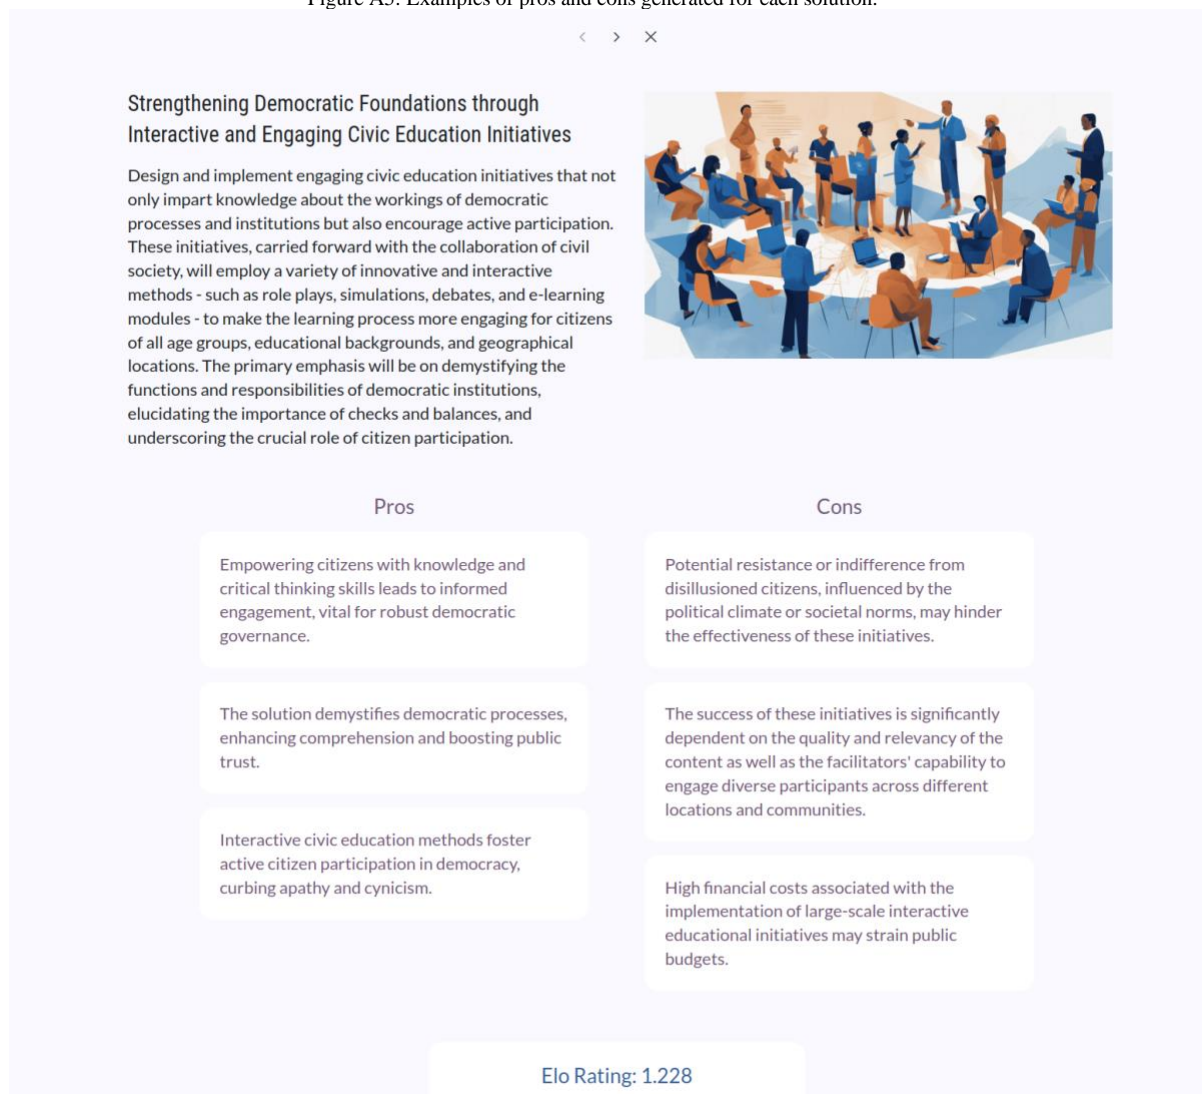 Figure A5. Examples of pros and cons generated for each solution.
Strengthening Democratic Foundations through
Interactive and Engaging Civic Education Initiatives
Design and implement engaging civic education initiatives that not
only impart knowledge about the workings of democratic
processes and institutions but also encourage active participation.
These initiatives, carried forward with the collaboration of civil
society, will employ a variety of innovative and interactive
methods - such as role plays, simulations, debates, and e-learning
modules - to make the learning process more engaging for citizens
of all age groups, educational backgrounds, and geographical
locations. The primary emphasis will be on demystifying the
functions and responsibilities of democratic institutions,
elucidating the importance of checks and balances, and
underscoring the crucial role of citizen participation.
Pros
Empowering citizens with knowledge and
critical thinking skills leads to informed
engagement, vital for robust democratic
governance.
The solution demystifies democratic processes,
enhancing comprehension and boosting public
trust.
Interactive civic education methods foster
active citizen participation in democracy,
curbing apathy and cynicism.
Cons
Potential resistance or indifference from
disillusioned citizens, influenced by the
political climate or societal norms, may hinder
the effectiveness of these initiatives.
The success of these initiatives is significantly
dependent on the quality and relevancy of the
content as well as the facilitators' capability to
engage diverse participants across different
locations and communities.
High financial costs associated with the
implementation of large-scale interactive
educational initiatives may strain public
budgets.
Elo Rating: 1.228